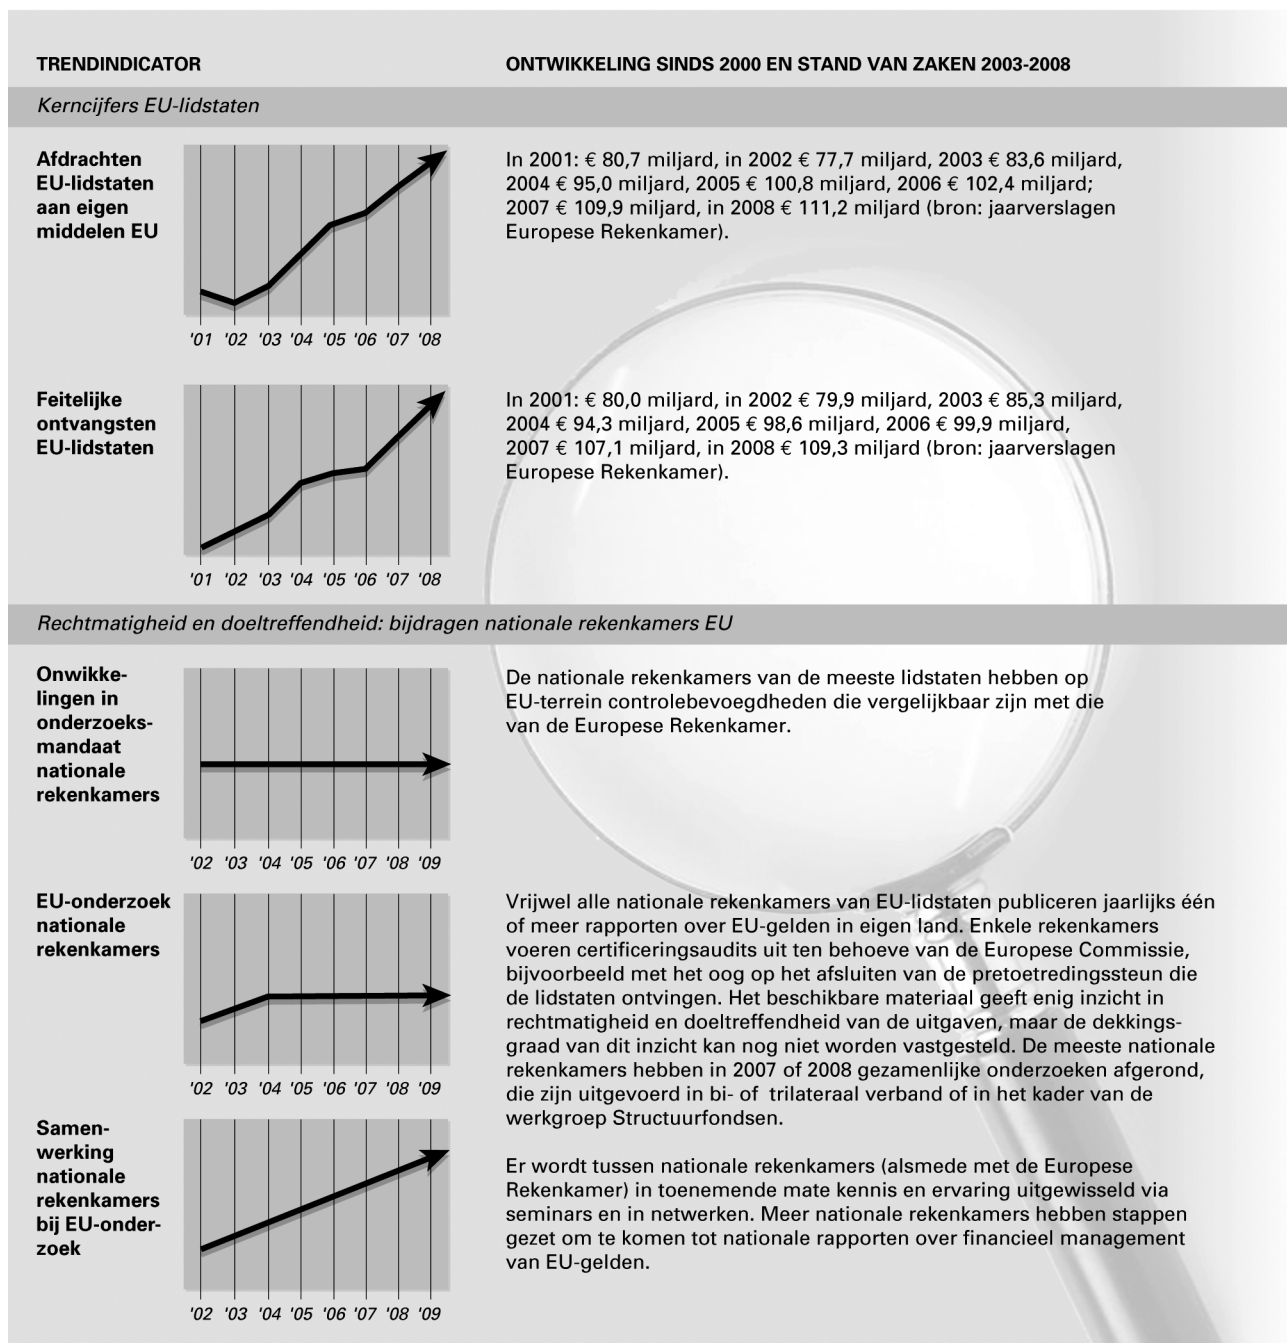 TRENDINDICATOR
ONTWIKKELING SINDS 2000 EN STAND VAN ZAKEN 2003-2008
Kerncijfers EU-lidstaten
Afdrachten
EU-lidstaten
aan eigen
middelen EU
'01 '02 '03 '04 '05 '06 '07 '08
In 2001: € 80,7 miljard, in 2002 € 77,7 miljard, 2003 € 83,6 miljard,
2004 € 95,0 miljard, 2005 € 100,8 miljard, 2006 € 102,4 miljard;
2007 € 109,9 miljard, in 2008 € 111,2 miljard (bron: jaarverslagen
Europese Rekenkamer).
Feitelijke
ontvangsten
EU-lidstaten
'01 '02 '03 '04 '05 '06 '07 '08
In 2001: € 80,0 miljard, in 2002 € 79,9 miljard, 2003 € 85,3 miljard,
2004 € 94,3 miljard, 2005 € 98,6 miljard, 2006 € 99,9 miljard,
2007 € 107,1 miljard, in 2008 € 109,3 miljard (bron: jaarverslagen
Europese Rekenkamer).
Rechtmatigheid en doeltreffendheid: bijdragen nationale rekenkamers EU
Onwikke-
lingen in
onderzoeks-
mandaat
nationale
rekenkamers
'02 '03 '04 '05 '06 '07 '08 '09
De nationale rekenkamers van de meeste lidstaten hebben op
EU-terrein controlebevoegdheden die vergelijkbaar zijn met die
van de Europese Rekenkamer.
EU-onderzoek
nationale
rekenkamers
'02 '03 '04 '05 '06 '07 '08 '09
Vrijwel alle nationale rekenkamers van EU-lidstaten publiceren jaarlijks één
of meer rapporten over EU-gelden in eigen land. Enkele rekenkamers
voeren certificeringsaudits uit ten behoeve van de Europese Commissie,
bijvoorbeeld met het oog op het afsluiten van de pretoetredingssteun die
de lidstaten ontvingen. Het beschikbare materiaal geeft enig inzicht in
rechtmatigheid en doeltreffendheid van de uitgaven, maar de dekkings-
graad van dit inzicht kan nog niet worden vastgesteld. De meeste nationale
rekenkamers hebben in 2007 of 2008 gezamenlijke onderzoeken afgerond,
die zijn uitgevoerd in bi- of trilateraal verband of in het kader van de
werkgroep Structuurfondsen.
Samen-
werking
nationale
rekenkamers
bij EU-onder-
zoek
'02 '03 '04 '05 '06 '07 '08 '09
Er wordt tussen nationale rekenkamers (alsmede met de Europese
Rekenkamer) in toenemende mate kennis en ervaring uitgewisseld via
seminars en in netwerken. Meer nationale rekenkamers hebben stappen
gezet om te komen tot nationale rapporten over financieel management
van EU-gelden.